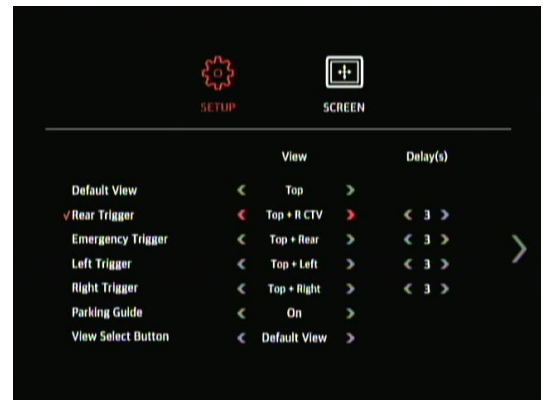 SETUP SCREEN
View Delay(s)
Default View < Top >
√ Rear Trigger < Top + R CTV > < 3 >
Emergency Trigger < Top + Rear > < 3 >
Left Trigger < Top + Left > < 3 >
Right Trigger < Top + Right > < 3 >
Parking Guide < On >
View Select Button < Default View >